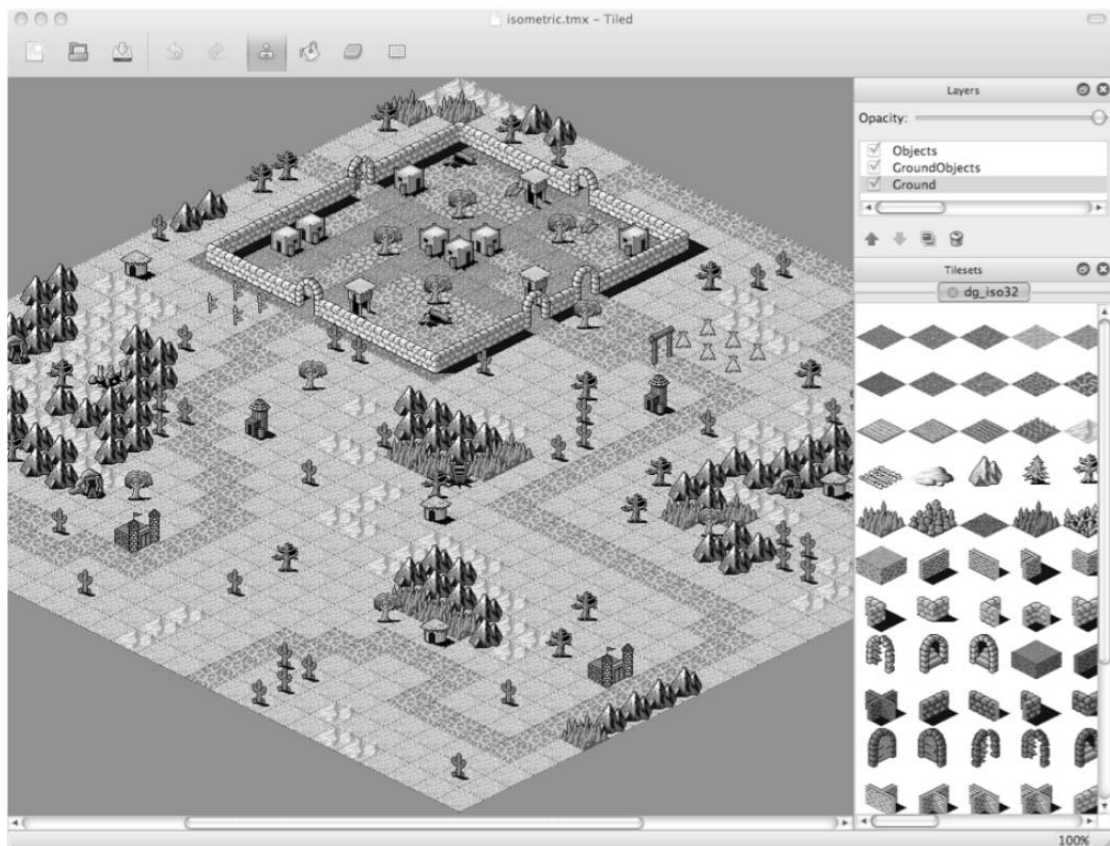 isometric.tmx – Tiled
Layers
Opacity:
Objects
GroundObjects
Ground
Tilesets
dg_iso32
100%